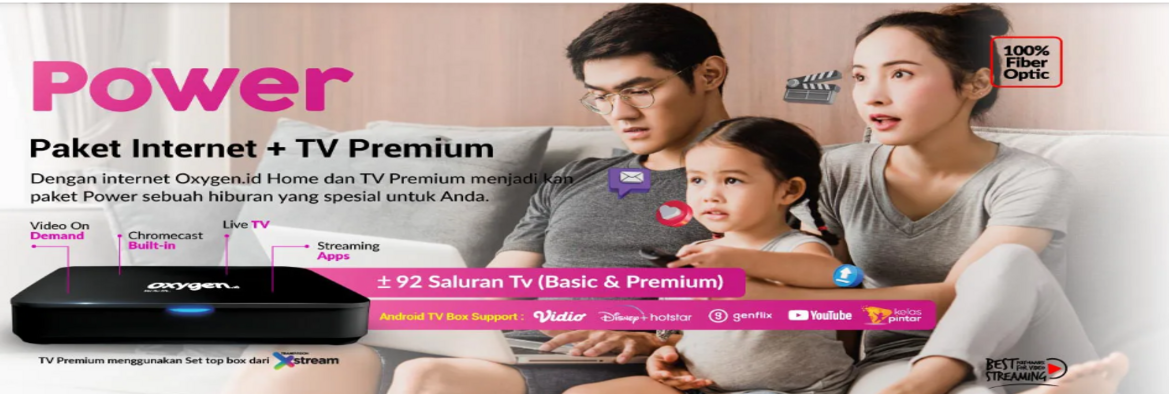 Power
100%
Fiber
Optic
Paket Internet + TV Premium
Dengan internet Oxygen.id Home dan TV Premium menjadi kan
paket Power sebuah hiburan yang spesial untuk Anda.
Video On
Demand
Chromecast
Built-in
Live TV
Streaming
Apps
oxygen.id
± 92 Saluran Tv (Basic & Premium)
Android TV Box Support : Vidio Disney+ hotstar genflix YouTube kelas
pintar
TV Premium menggunakan Set top box dari Xstream
BEST FOR VIDEO
STREAMING